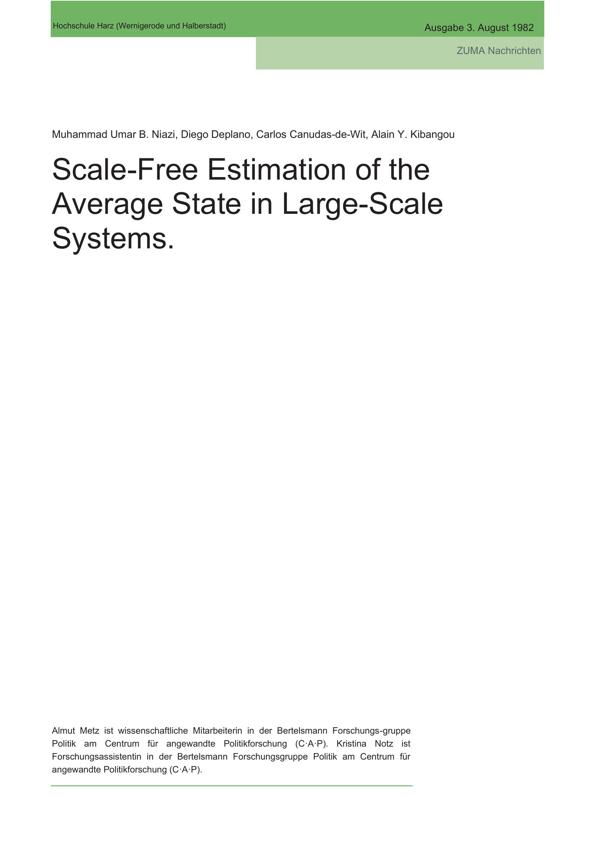 Hochschule Harz (Wernigerode und Halberstadt)
Ausgabe 3. August 1982
ZUMA Nachrichten
Muhammad Umar B. Niazi, Diego Deplano, Carlos Canudas-de-Wit, Alain Y. Kibangou
Scale-Free Estimation of the
Average State in Large-Scale
Systems.
Almut Metz ist wissenschaftliche Mitarbeiterin in der Bertelsmann Forschungs-gruppe
Politik am Centrum für angewandte Politikforschung (C·A·P). Kristina Notz ist
Forschungsassistentin in der Bertelsmann Forschungsgruppe Politik am Centrum für
angewandte Politikforschung (C·A·P).